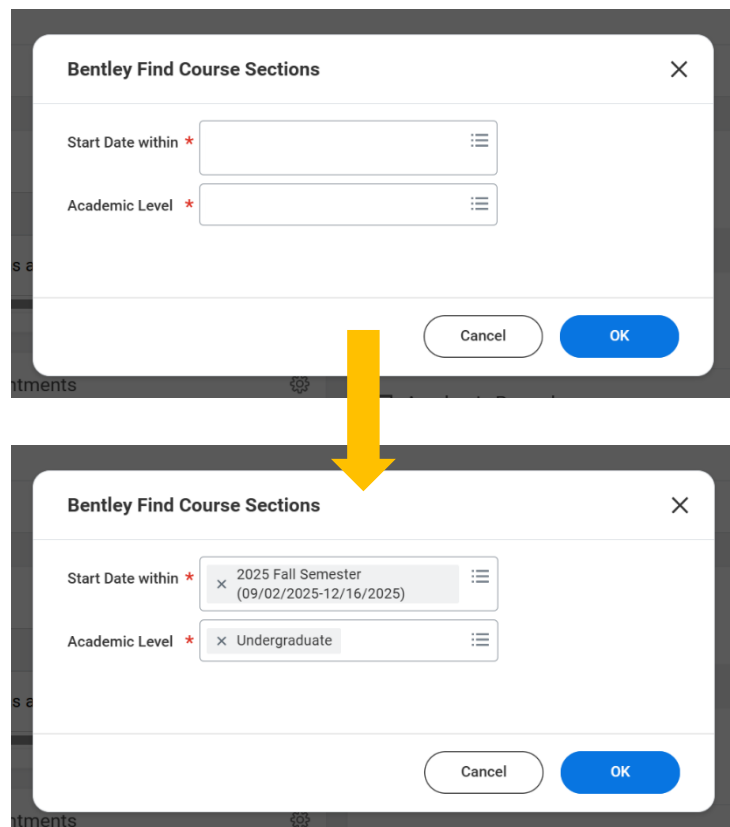 Bentley Find Course Sections
Start Date within *
Academic Level *
s a
Cancel
OK
ntments
Bentley Find Course Sections
Start Date within *
2025 Fall Semester
(09/02/2025-12/16/2025)
Academic Level *
Undergraduate
s a
Cancel
OK
ntments